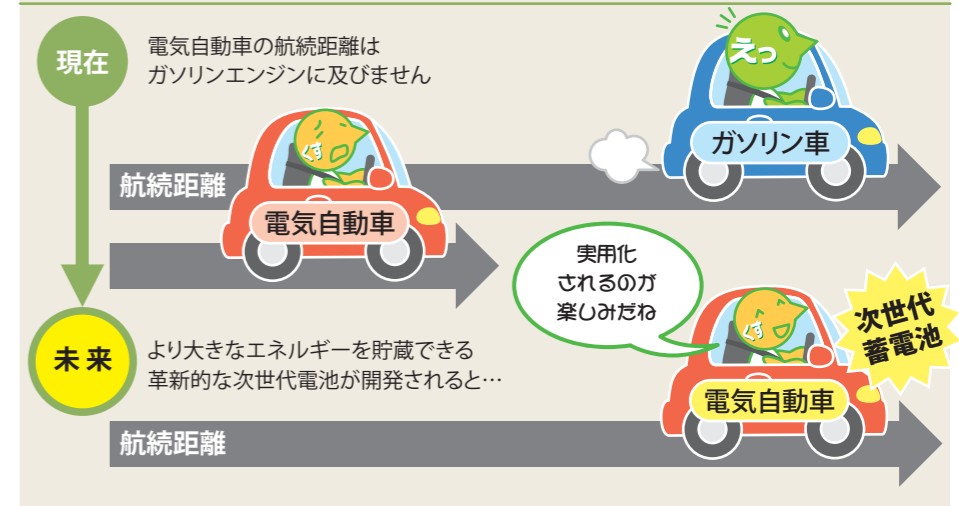 現在
電気自動車の航続距離は
ガソリンエンジンに及びません
えっ
ガソリン車
航続距離
くす
電気自動車
実用化
されるのが
楽しみだね
くす
次世代
蓄電池
未来
より大きなエネルギーを貯蔵できる
革新的な次世代電池が開発されると…
電気自動車
航続距離